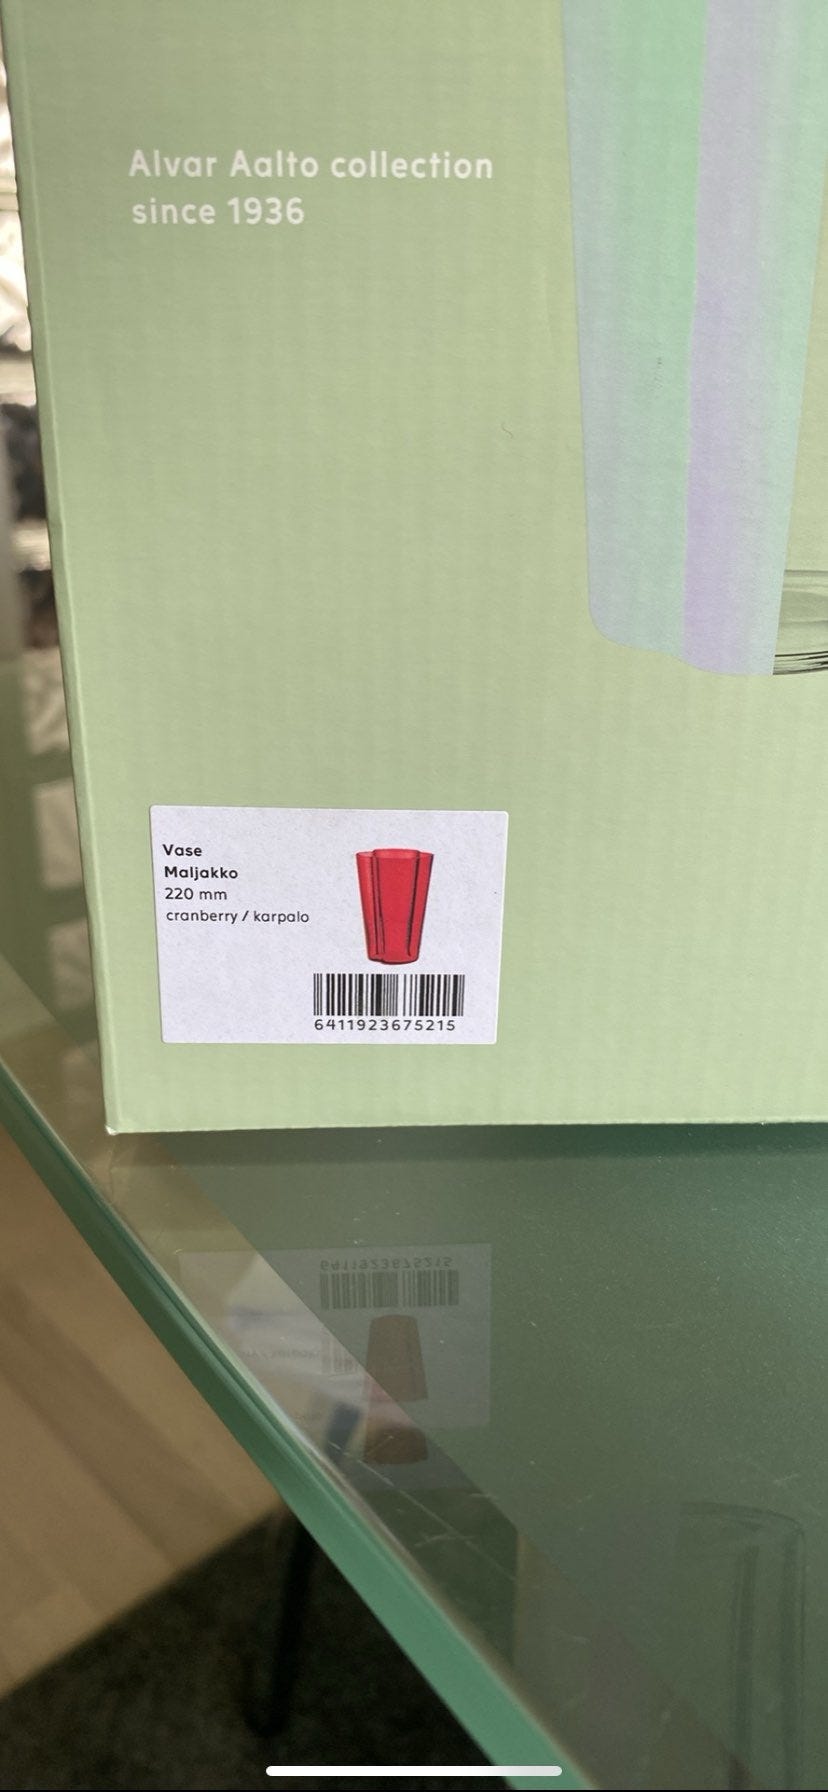 Alvar Aalto collection
since 1936
Vase
Maljakko
220 mm
cranberry / karpalo
6411923675215